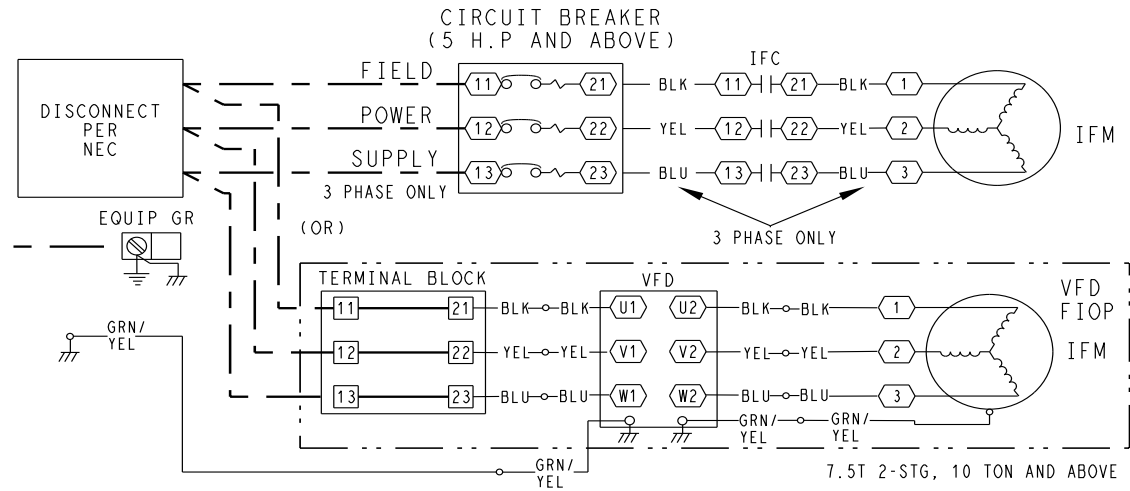 CIRCUIT BREAKER
(5 H.P AND ABOVE)
DISCONNECT
PER
NEC
FIELD
POWER
SUPPLY
3 PHASE ONLY
11 21 BLK 11 IFC 21 BLK 1
12 22 YEL 12 22 YEL 2
13 23 BLU 13 23 BLU 3
IFM
3 PHASE ONLY
EQUIP GR
(OR)
TERMINAL BLOCK
VFD
VFD
FIOP
11 21 BLK BLK U1 U2 BLK BLK 1
12 22 YEL YEL V1 V2 YEL YEL 2
IFM
13 23 BLU BLU W1 W2 BLU BLU 3
GRN/
YEL
GRN/
YEL
GRN/
YEL
GRN/
YEL
7.5T 2-STG, 10 TON AND ABOVE